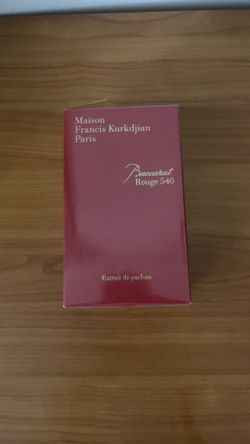 Maison
Francis Kurkdjian
Paris
Baccarat
Rouge 540
Extrait de parfum